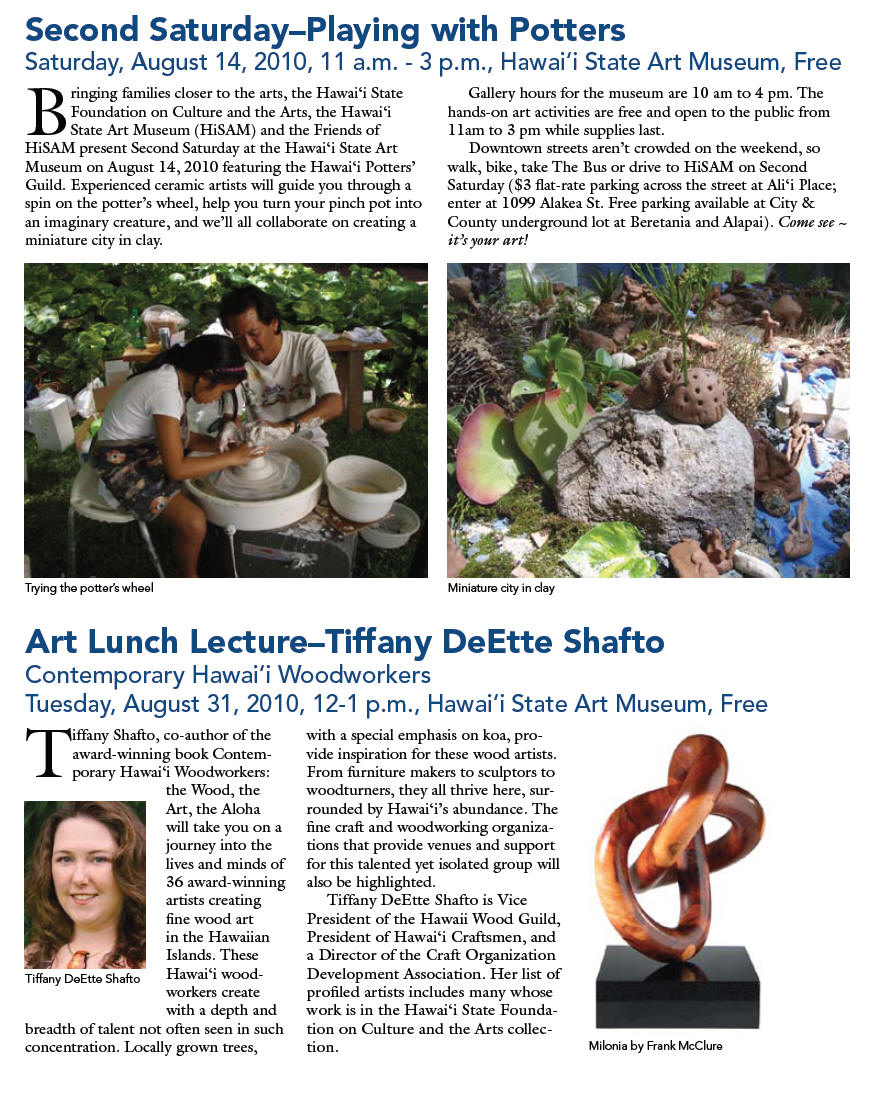 Second Saturday–Playing with Potters
Saturday, August 14, 2010, 11 a.m. - 3 p.m., Hawai‘i State Art Museum, Free
Bringing families closer to the arts, the Hawai‘i State
Foundation on Culture and the Arts, the Hawai‘i
State Art Museum (HiSAM) and the Friends of
HiSAM present Second Saturday at the Hawai‘i State Art
Museum on August 14, 2010 featuring the Hawai‘i Potters’
Guild. Experienced ceramic artists will guide you through a
spin on the potter’s wheel, help you turn your pinch pot into
an imaginary creature, and we’ll all collaborate on creating a
miniature city in clay.
Gallery hours for the museum are 10 am to 4 pm. The
hands-on art activities are free and open to the public from
11am to 3 pm while supplies last.
Downtown streets aren’t crowded on the weekend, so
walk, bike, take The Bus or drive to HiSAM on Second
Saturday ($3 flat-rate parking across the street at Ali‘i Place;
enter at 1099 Alakea St. Free parking available at City &
County underground lot at Beretania and Alapai). Come see ~
it’s your art!
Trying the potter’s wheel
Miniature city in clay
Art Lunch Lecture–Tiffany DeEtte Shafto
Contemporary Hawai‘i Woodworkers
Tuesday, August 31, 2010, 12-1 p.m., Hawai‘i State Art Museum, Free
Tiffany Shafto, co-author of the
award-winning book Contem-
porary Hawai‘i Woodworkers:
the Wood, the
Art, the Aloha
will take you on a
journey into the
lives and minds of
36 award-winning
artists creating
fine wood art
in the Hawaiian
Islands. These
Hawai‘i wood-
workers create
with a depth and
breadth of talent not often seen in such
concentration. Locally grown trees,
Tiffany DeEtte Shafto
with a special emphasis on koa, pro-
vide inspiration for these wood artists.
From furniture makers to sculptors to
woodturners, they all thrive here, sur-
rounded by Hawai‘i’s abundance. The
fine craft and woodworking organiza-
tions that provide venues and support
for this talented yet isolated group will
also be highlighted.
Tiffany DeEtte Shafto is Vice
President of the Hawaii Wood Guild,
President of Hawai‘i Craftsmen, and
a Director of the Craft Organization
Development Association. Her list of
profiled artists includes many whose
work is in the Hawai‘i State Founda-
tion on Culture and the Arts collec-
tion.
Milonia by Frank McClure